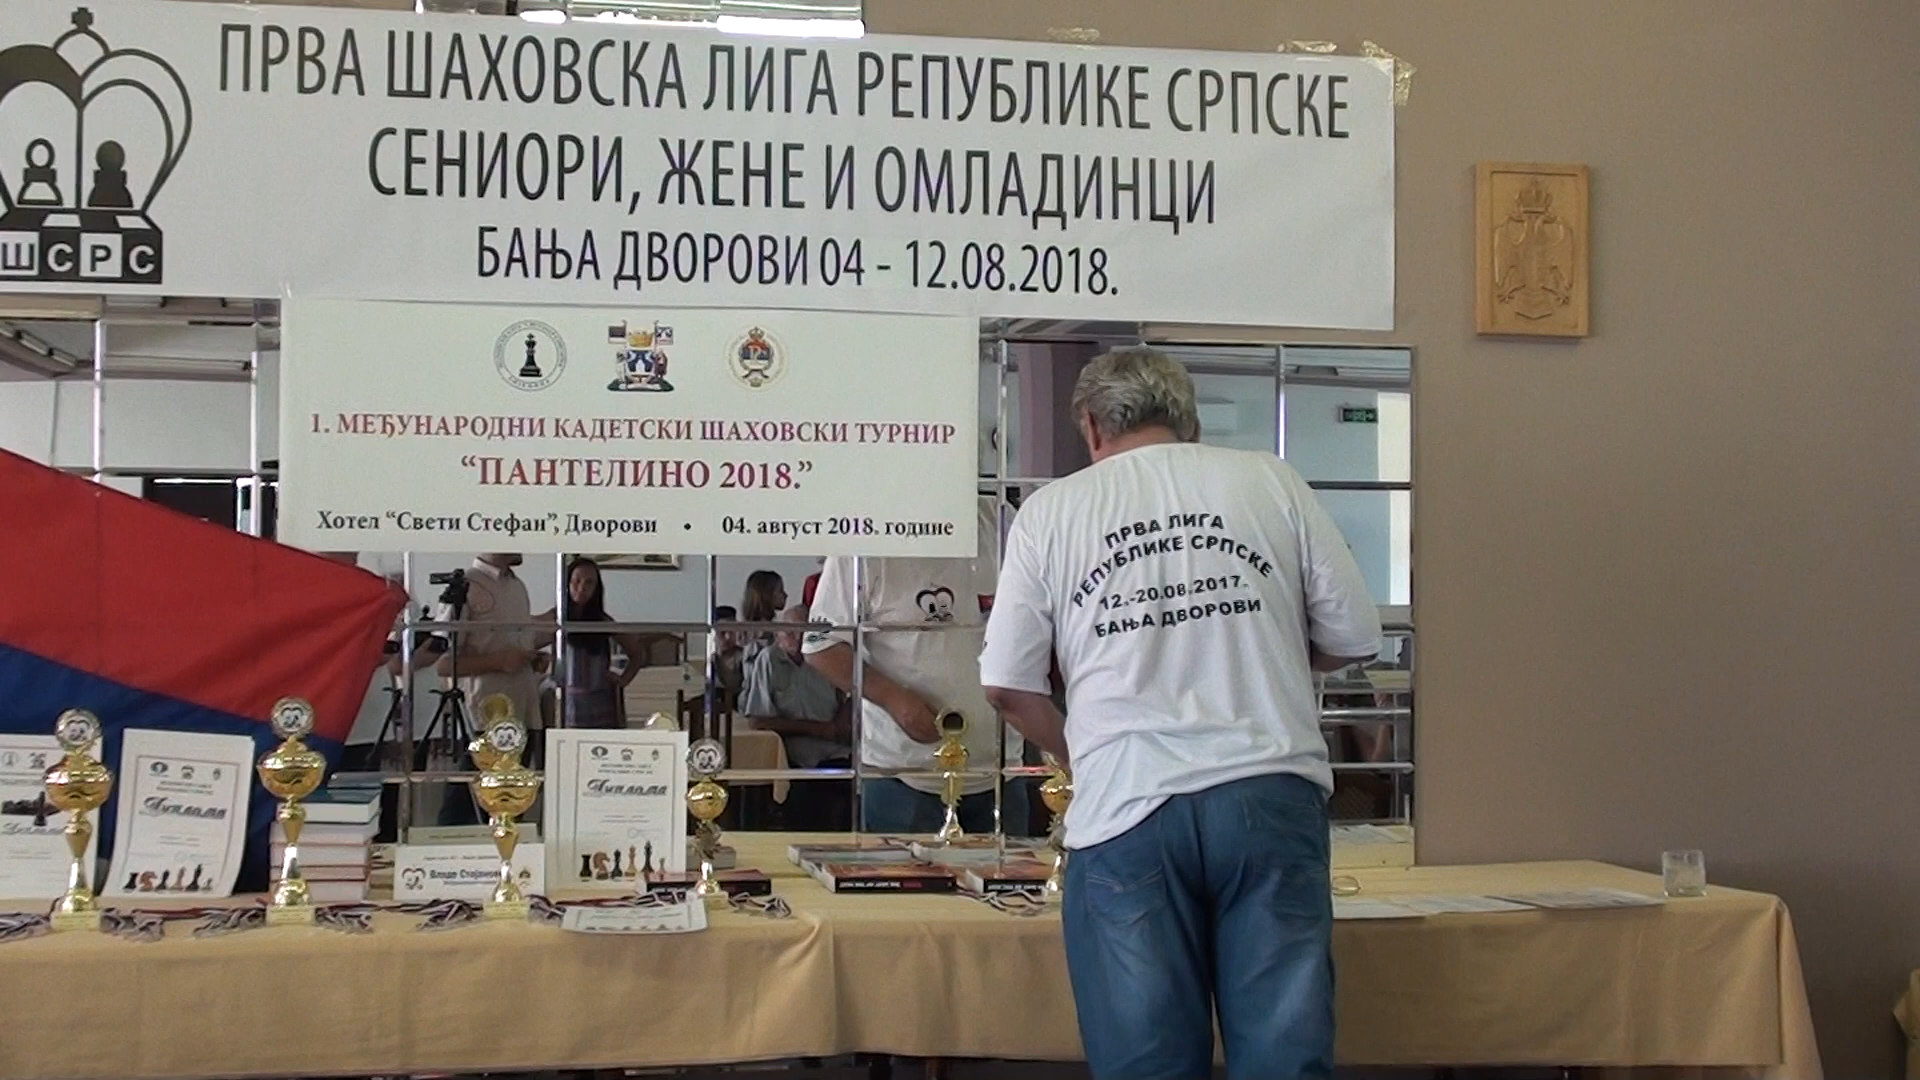 ПРВА ШАХОВСКА ЛИГА РЕПУБЛИКЕ СРПСКЕ
СЕНИОРИ, ЖЕНЕ И ОМЛАДИНЦИ
БАЊА ДВОРОВИ 04 - 12.08.2018.
ШСРС
1. МЕЂУНАРОДНИ КАДЕТСКИ ШАХОВСКИ ТУРНИР
“ПАНТЕЛИНО 2018.”
Хотел “Свети Стефан”, Дворови • 04. август 2018. године
ПРВА ЛИГА
РЕПУБЛИКЕ СРПСКЕ
12.-20.08.2017.
БАЊА ДВОРОВИ
Диплома
Диплома
Владе